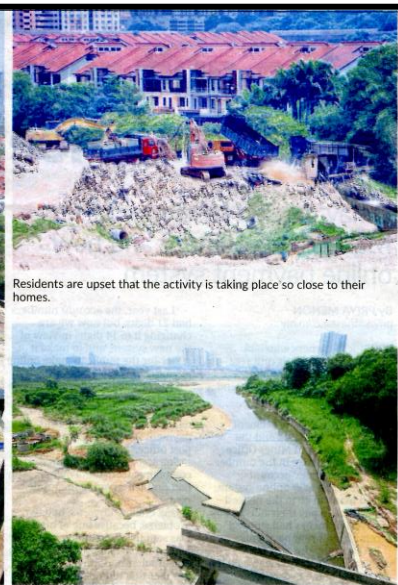 Residents are upset that the activity is taking place so close to their
homes.